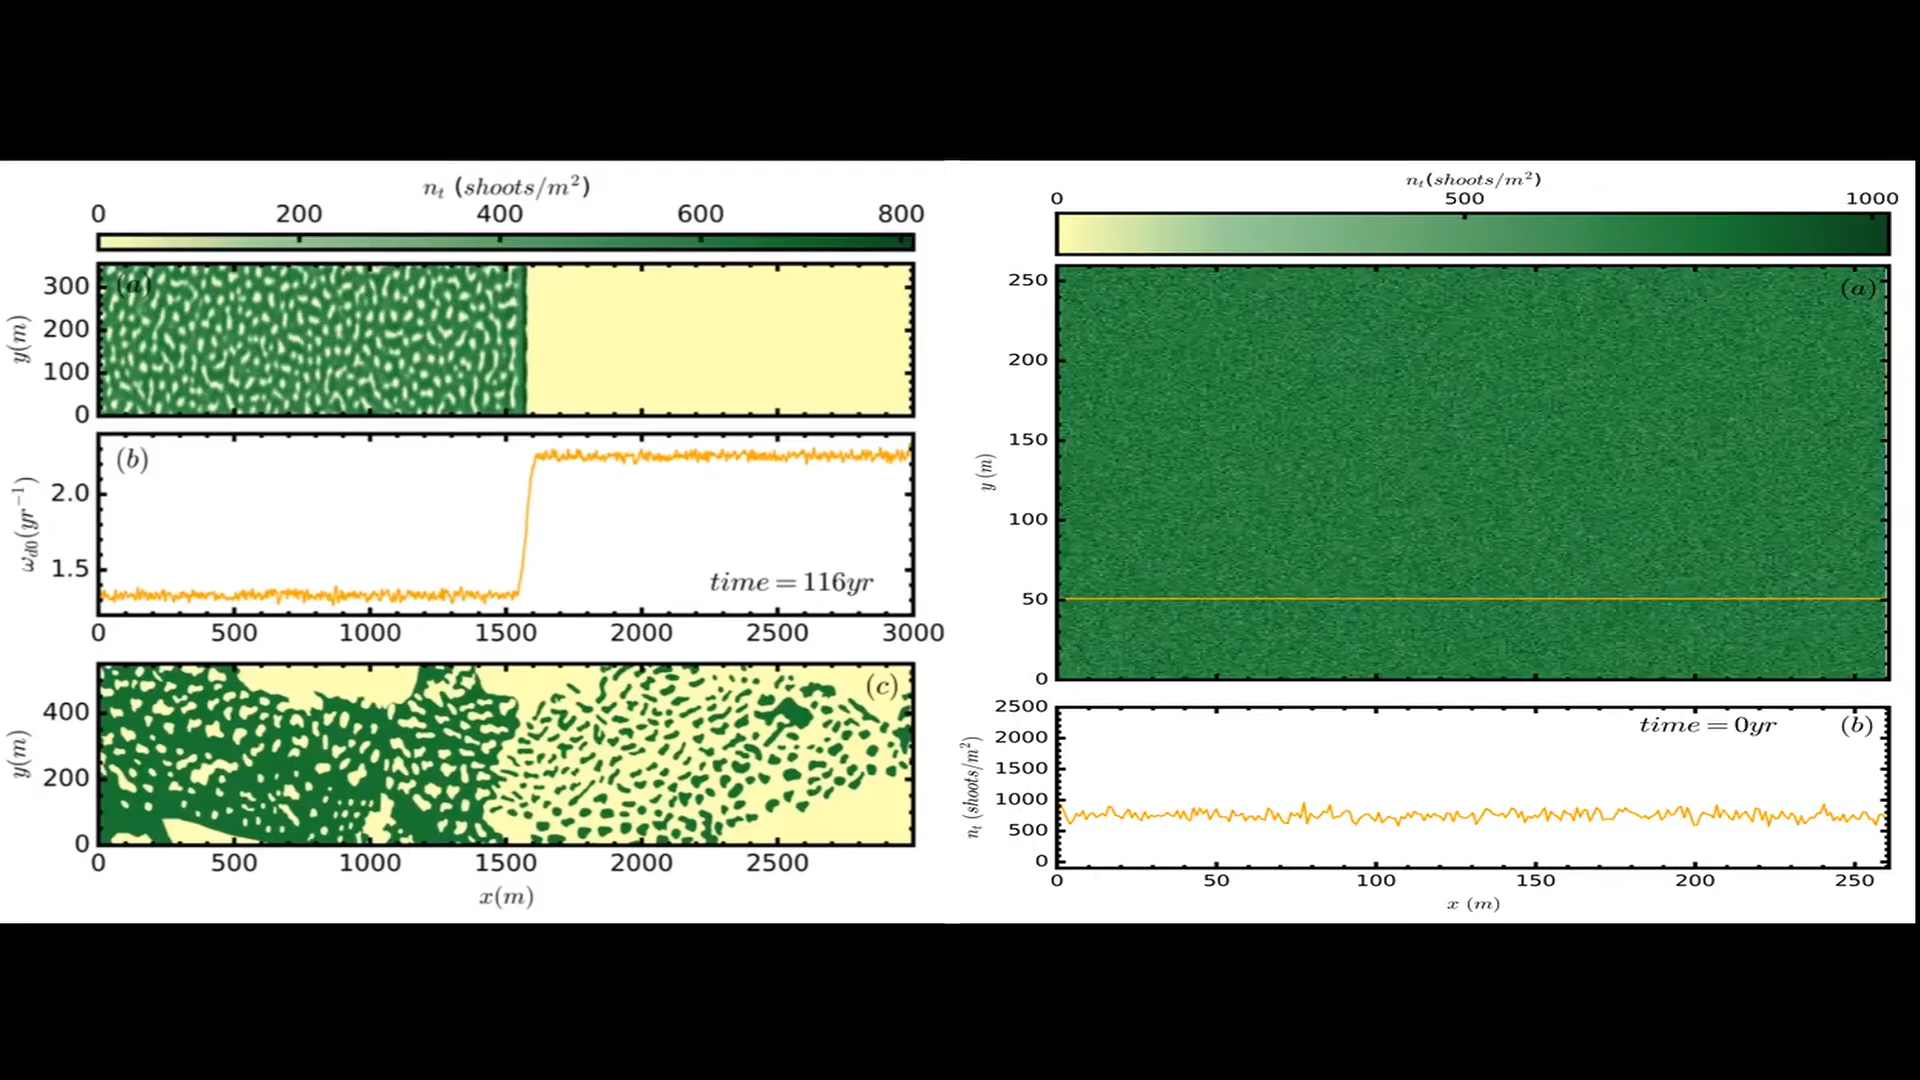 n_t (shoots/m²)
0 200 400 600 800
(a)
300
200
100
0
y(m)
(b)
2.0
1.5
ω_d0(yr⁻¹)
time = 116yr
0 500 1000 1500 2000 2500 3000
(c)
400
200
0
y(m)
0 500 1000 1500 2000 2500
x(m)
n_t(shoots/m²)
0 500 1000
(a)
250
200
150
100
50
0
y (m)
time = 0yr (b)
2500
2000
1500
1000
500
0
n_t (shoots/m²)
0 50 100 150 200 250
x (m)